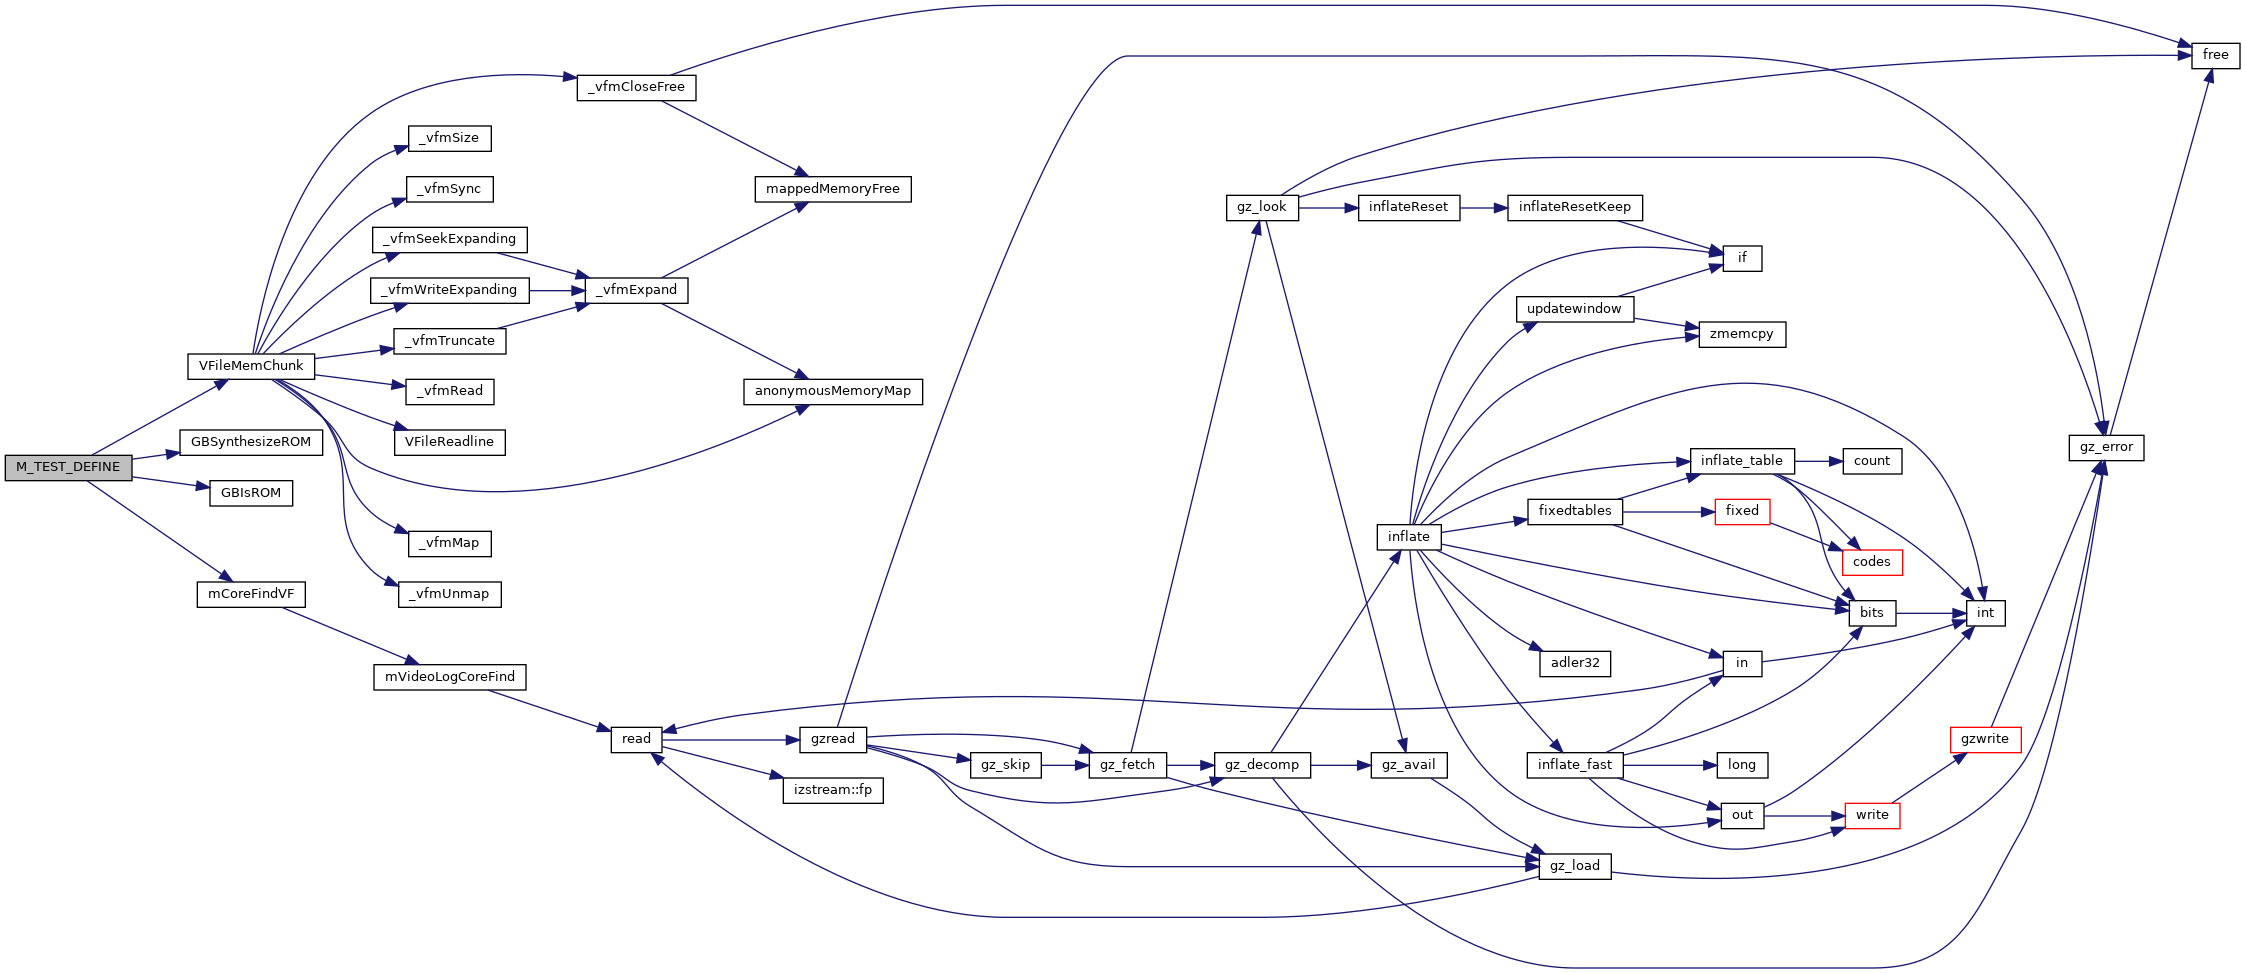 M_TEST_DEFINE
VFileMemChunk
GBSynthesizeROM
GBIsROM
mCoreFindVF
_vfmCloseFree
_vfmSize
_vfmSync
_vfmSeekExpanding
_vfmWriteExpanding
_vfmTruncate
_vfmRead
VFileReadline
_vfmMap
_vfmUnmap
mVideoLogCoreFind
_vfmExpand
mappedMemoryFree
anonymousMemoryMap
read
gzread
izstream::fp
gz_skip
gz_fetch
gz_look
gz_decomp
inflateReset
inflateResetKeep
inflate
gz_avail
updatewindow
fixedtables
adler32
inflate_fast
gz_load
if
zmemcpy
inflate_table
fixed
in
long
out
count
codes
bits
write
int
gzwrite
gz_error
free